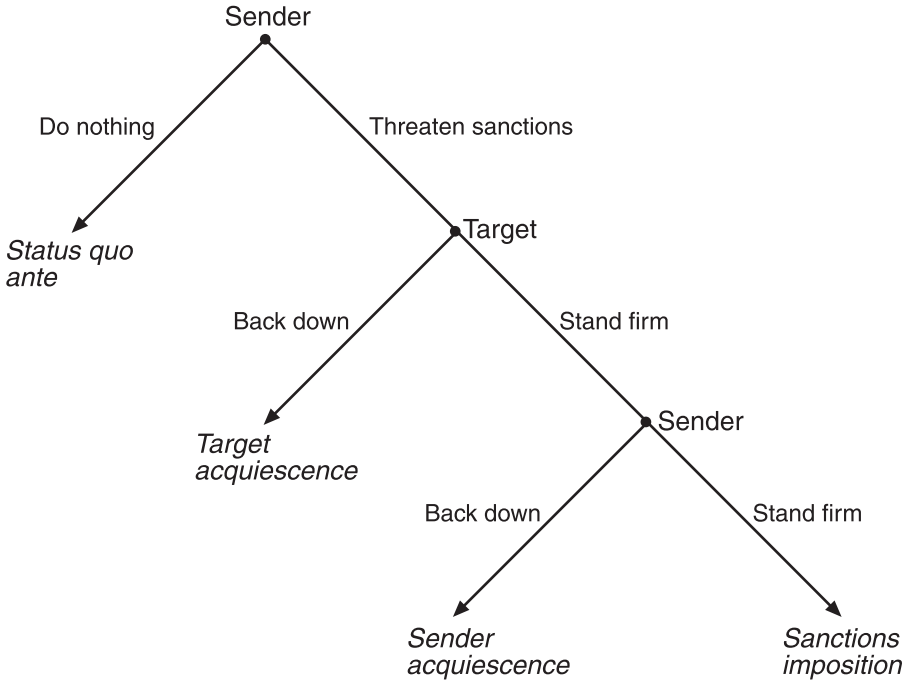 Sender
Do nothing
Threaten sanctions
Target
Status quo
ante
Back down
Stand firm
Sender
Target
acquiescence
Back down
Stand firm
Sender
acquiescence
Sanctions
imposition